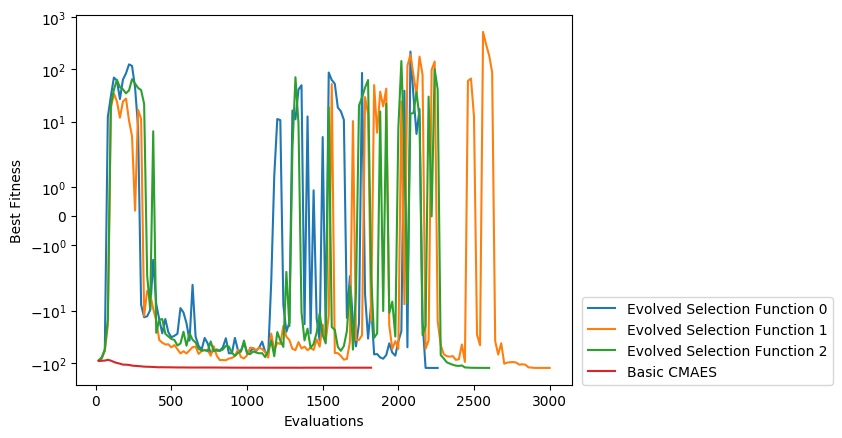 10³
10²
10¹
10⁰
0
−10⁰
−10¹
−10²
Best Fitness
0 500 1000 1500 2000 2500 3000
Evaluations
Evolved Selection Function 0
Evolved Selection Function 1
Evolved Selection Function 2
Basic CMAES